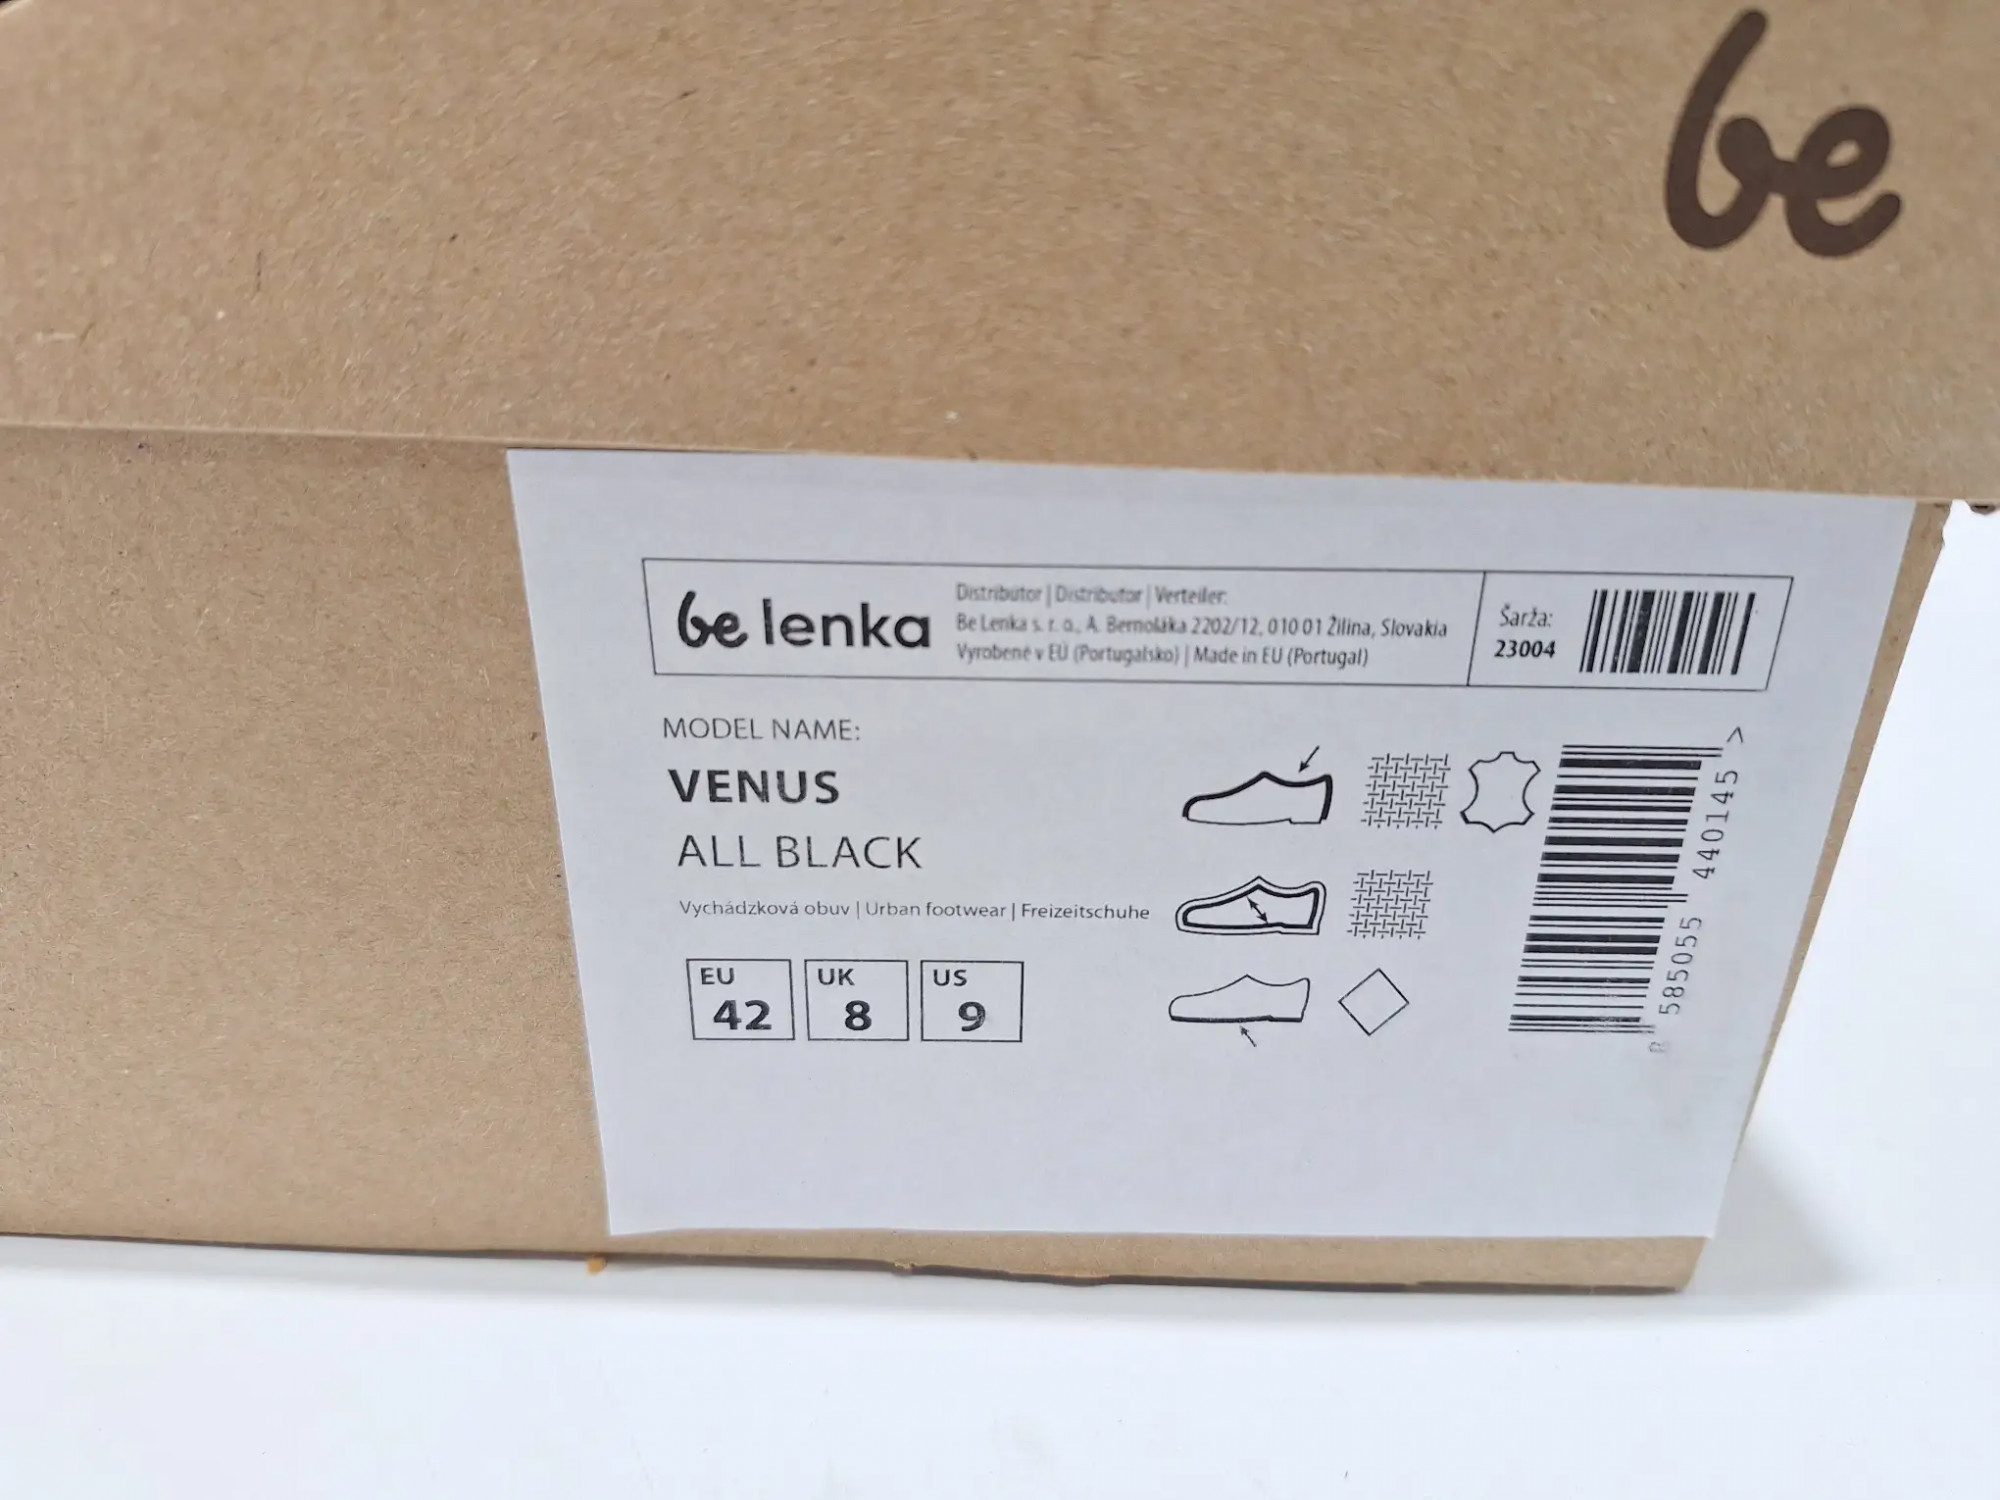 be
be lenka
Distribútor | Distributor | Verteiler:
Be Lenka s. r. o., A. Bernoláka 2202/12, 010 01 Žilina, Slovakia
Vyrobené v EÚ (Portugalsko) | Made in EU (Portugal)
Šarža:
23004
MODEL NAME:
VENUS
ALL BLACK
Vychádzková obuv | Urban footwear | Freizeitschuhe
EU
42
UK
8
US
9
8 585055 440145 >